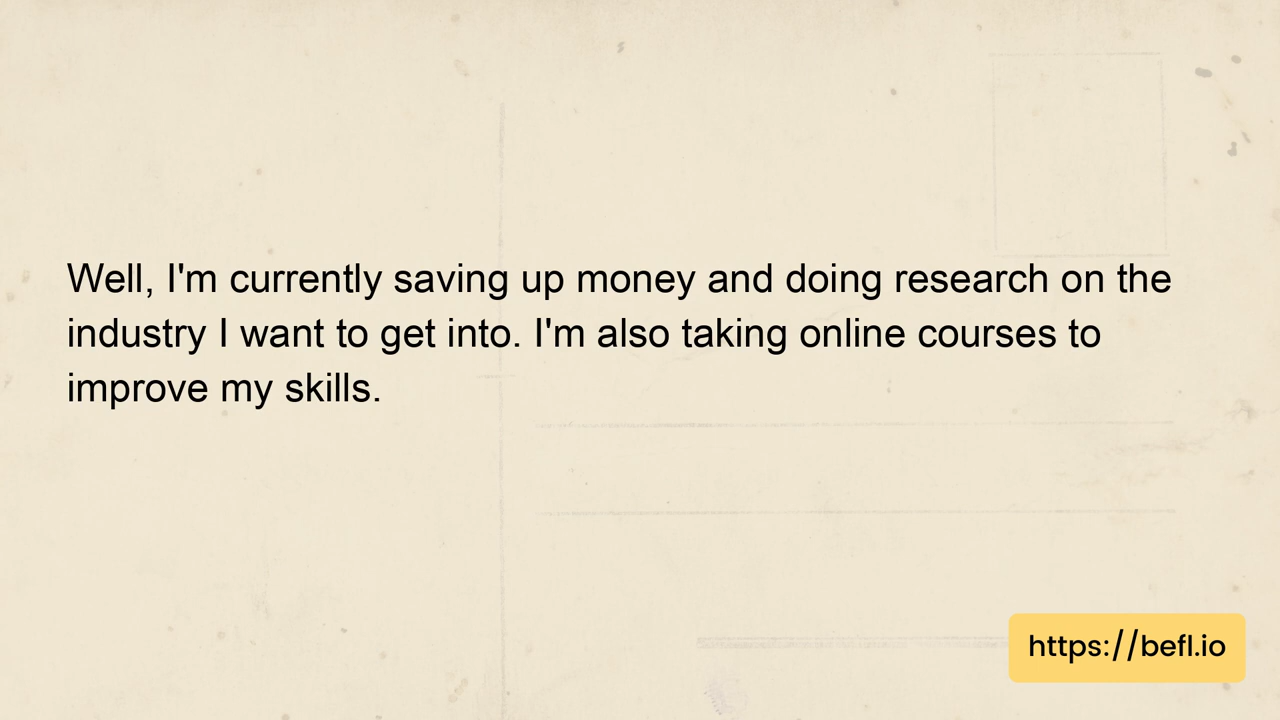 Well, I'm currently saving up money and doing research on the
industry I want to get into. I'm also taking online courses to
improve my skills.
https://befl.io